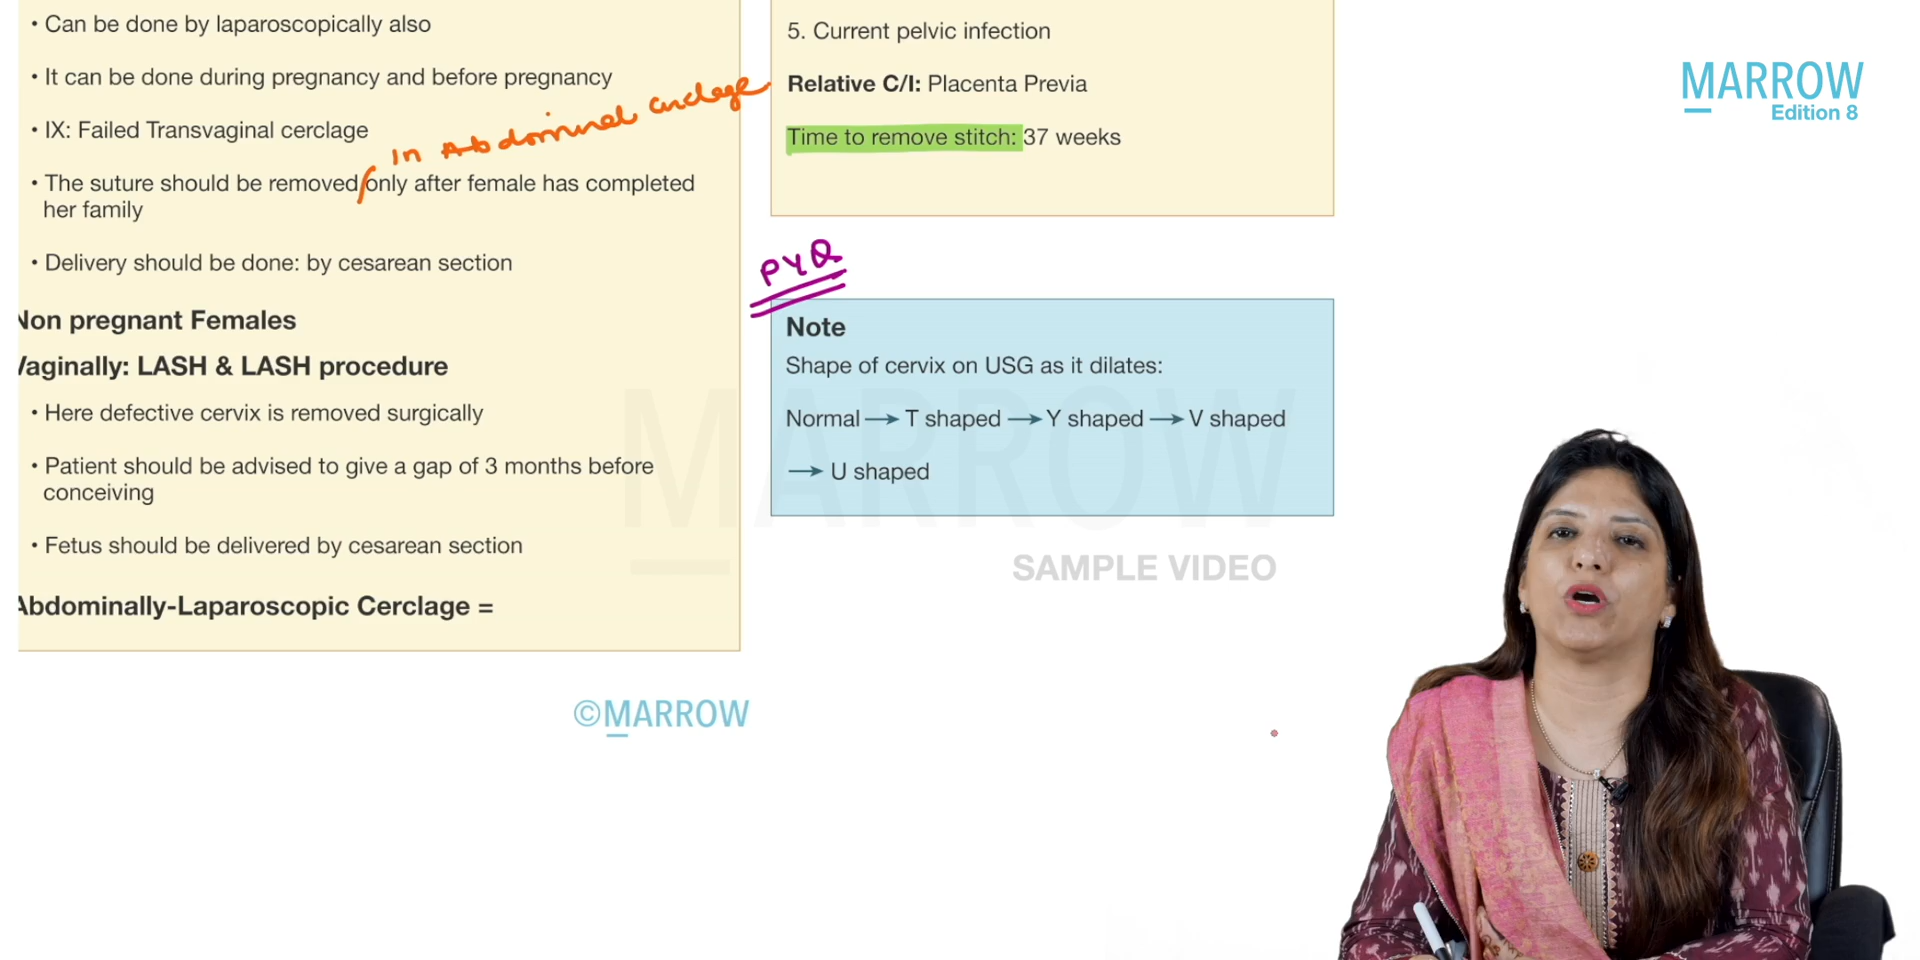 • Can be done by laparoscopically also
• It can be done during pregnancy and before pregnancy
• IX: Failed Transvaginal cerclage
In Abdominal cerclage
• The suture should be removed only after female has completed
her family
• Delivery should be done: by cesarean section
Non pregnant Females
Vaginally: LASH & LASH procedure
• Here defective cervix is removed surgically
• Patient should be advised to give a gap of 3 months before
conceiving
• Fetus should be delivered by cesarean section
Abdominally-Laparoscopic Cerclage =
5. Current pelvic infection
Relative C/I: Placenta Previa
Time to remove stitch: 37 weeks
PYQ
Note
Shape of cervix on USG as it dilates:
Normal → T shaped → Y shaped → V shaped
→ U shaped
MARROW
SAMPLE VIDEO
©MARROW
MARROW
Edition 8